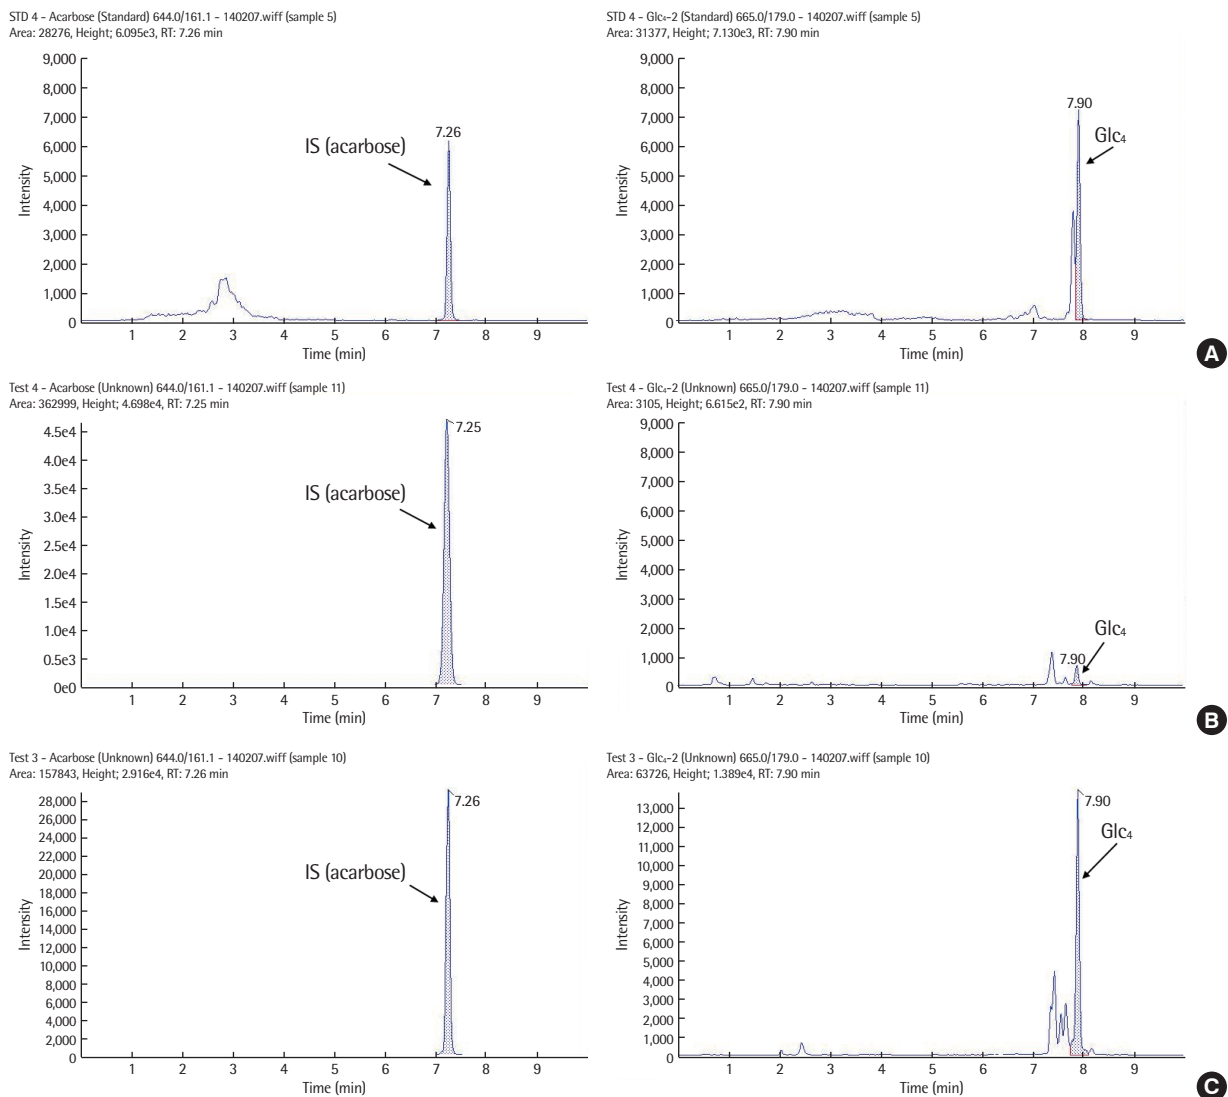 STD 4 - Acarbose (Standard) 644.0/161.1 - 140207.wiff (sample 5)
Area: 28276, Height; 6.095e3, RT: 7.26 min
9,000
8,000
7,000
6,000
5,000
4,000
3,000
2,000
1,000
0
Intensity
7.26
IS (acarbose)
1 2 3 4 5 6 7 8 9
Time (min)
STD 4 - Glc₄-2 (Standard) 665.0/179.0 - 140207.wiff (sample 5)
Area: 31377, Height; 7.130e3, RT: 7.90 min
9,000
8,000
7,000
6,000
5,000
4,000
3,000
2,000
1,000
0
Intensity
7.90
Glc₄
1 2 3 4 5 6 7 8 9
Time (min)
A
Test 4 - Acarbose (Unknown) 644.0/161.1 - 140207.wiff (sample 11)
Area: 362999, Height; 4.698e4, RT: 7.25 min
4.5e4
4.0e4
3.5e4
3.0e4
2.5e4
2.0e4
1.5e4
1.0e4
0.5e3
0e0
Intensity
7.25
IS (acarbose)
1 2 3 4 5 6 7 8 9
Time (min)
Test 4 - Glc₄-2 (Unknown) 665.0/179.0 - 140207.wiff (sample 11)
Area: 3105, Height; 6.615e2, RT: 7.90 min
9,000
8,000
7,000
6,000
5,000
4,000
3,000
2,000
1,000
0
Intensity
7.90
Glc₄
1 2 3 4 5 6 7 8 9
Time (min)
B
Test 3 - Acarbose (Unknown) 644.0/161.1 - 140207.wiff (sample 10)
Area: 157843, Height; 2.916e4, RT: 7.26 min
28,000
26,000
24,000
22,000
20,000
18,000
16,000
14,000
12,000
10,000
8,000
6,000
4,000
2,000
0
Intensity
7.26
IS (acarbose)
1 2 3 4 5 6 7 8 9
Time (min)
Test 3 - Glc₄-2 (Unknown) 665.0/179.0 - 140207.wiff (sample 10)
Area: 63726, Height; 1.389e4, RT: 7.90 min
13,000
12,000
11,000
10,000
9,000
8,000
7,000
6,000
5,000
4,000
3,000
2,000
1,000
0
Intensity
7.90
Glc₄
1 2 3 4 5 6 7 8 9
Time (min)
C